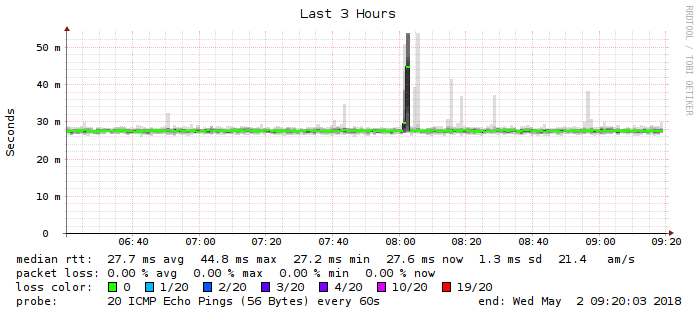 Last 3 Hours
RRDTOOL / TOBI OETIKER
Seconds
50 m
40 m
30 m
20 m
10 m
0
06:40 07:00 07:20 07:40 08:00 08:20 08:40 09:00 09:20
median rtt: 27.7 ms avg 44.8 ms max 27.2 ms min 27.6 ms now 1.3 ms sd 21.4 am/s
packet loss: 0.00 % avg 0.00 % max 0.00 % min 0.00 % now
loss color: 0 1/20 2/20 3/20 4/20 10/20 19/20
probe: 20 ICMP Echo Pings (56 Bytes) every 60s end: Wed May 2 09:20:03 2018